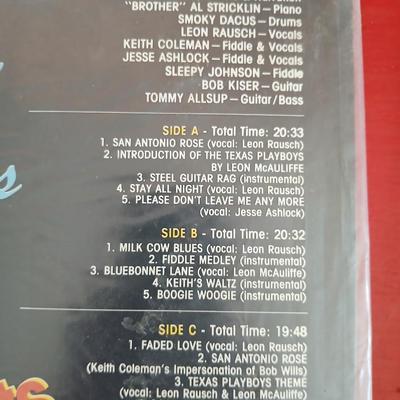 "BROTHER" AL STRICKLIN – Piano
SMOKY DACUS – Drums
LEON RAUSCH – Vocals
KEITH COLEMAN – Fiddle & Vocals
JESSE ASHLOCK – Fiddle & Vocals
SLEEPY JOHNSON – Fiddle
BOB KISER – Guitar
TOMMY ALLSUP – Guitar/Bass
SIDE A - Total Time: 20:33
1. SAN ANTONIO ROSE (vocal: Leon Rausch)
2. INTRODUCTION OF THE TEXAS PLAYBOYS
BY LEON McAULIFFE
3. STEEL GUITAR RAG (instrumental)
4. STAY ALL NIGHT (vocal: Leon Rausch)
5. PLEASE DON'T LEAVE ME ANY MORE
(vocal: Jesse Ashlock)
SIDE B - Total Time: 20:32
1. MILK COW BLUES (vocal: Leon Rausch)
2. FIDDLE MEDLEY (instrumental)
3. BLUEBONNET LANE (vocal: Leon McAuliffe)
4. KEITH'S WALTZ (instrumental)
5. BOOGIE WOOGIE (instrumental)
SIDE C - Total Time: 19:48
1. FADED LOVE (vocal: Leon Rausch)
2. SAN ANTONIO ROSE
(Keith Coleman's Impersonation of Bob Wills)
3. TEXAS PLAYBOYS THEME
(vocal: Leon Rausch & Leon McAuliffe)